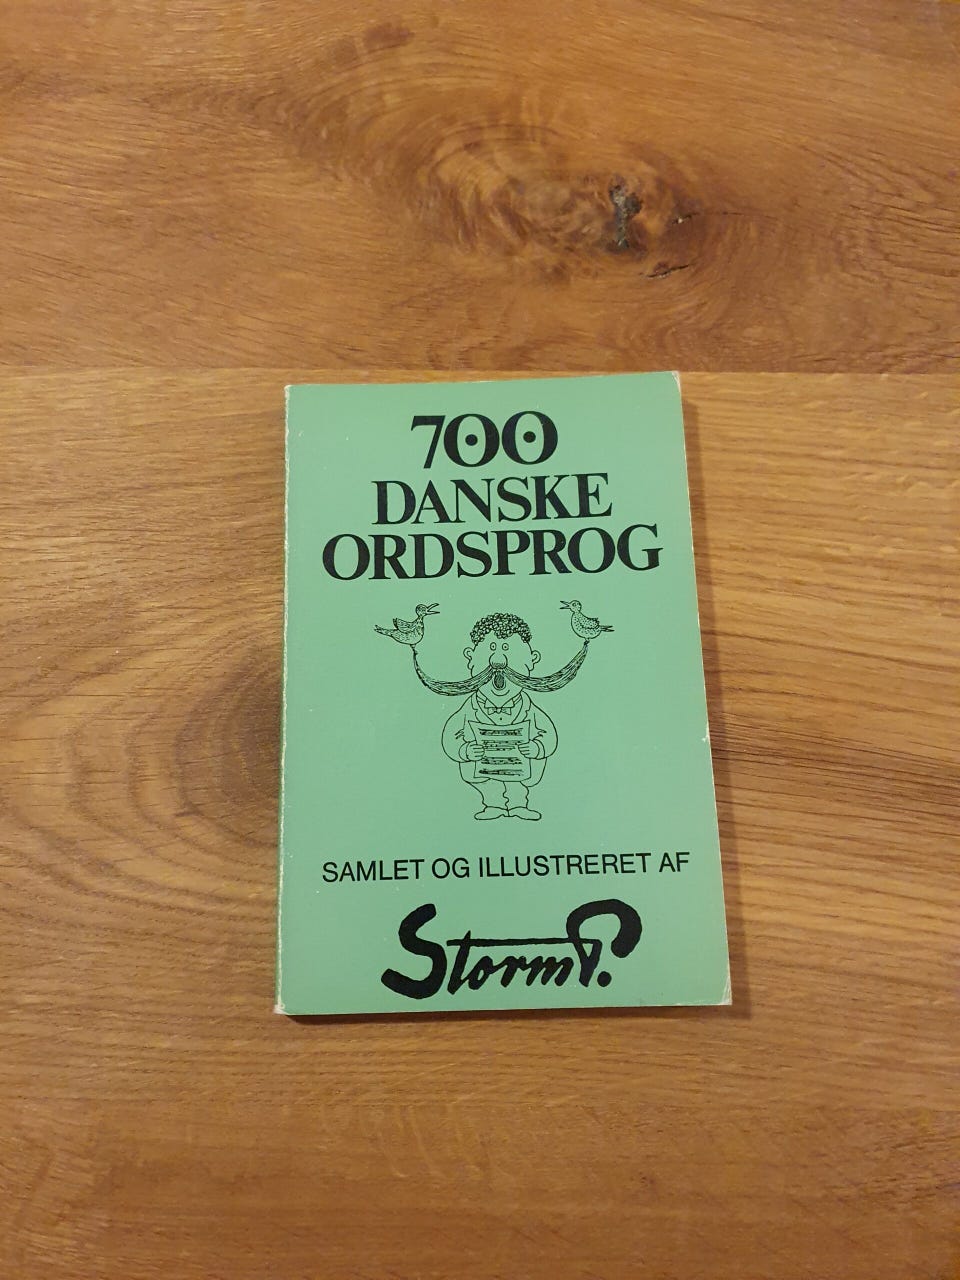 700
DANSKE
ORDSPROG
SAMLET OG ILLUSTRERET AF
Storm P.